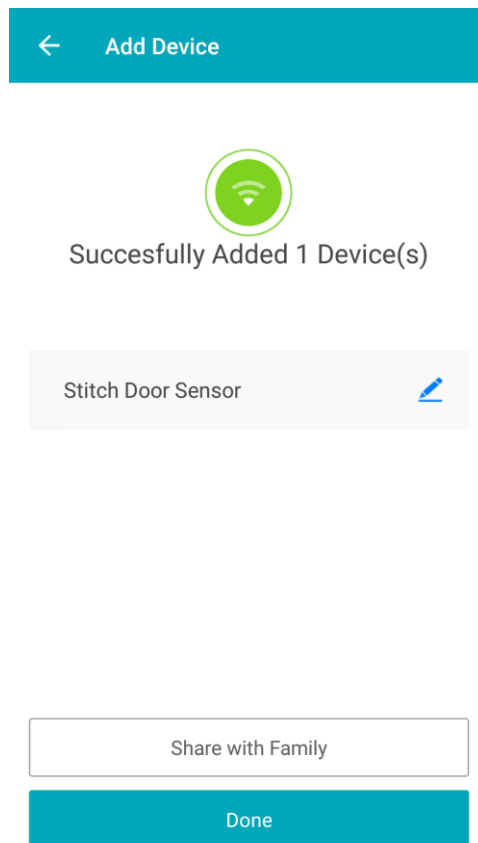 Add Device
Succesfully Added 1 Device(s)
Stitch Door Sensor
Share with Family
Done